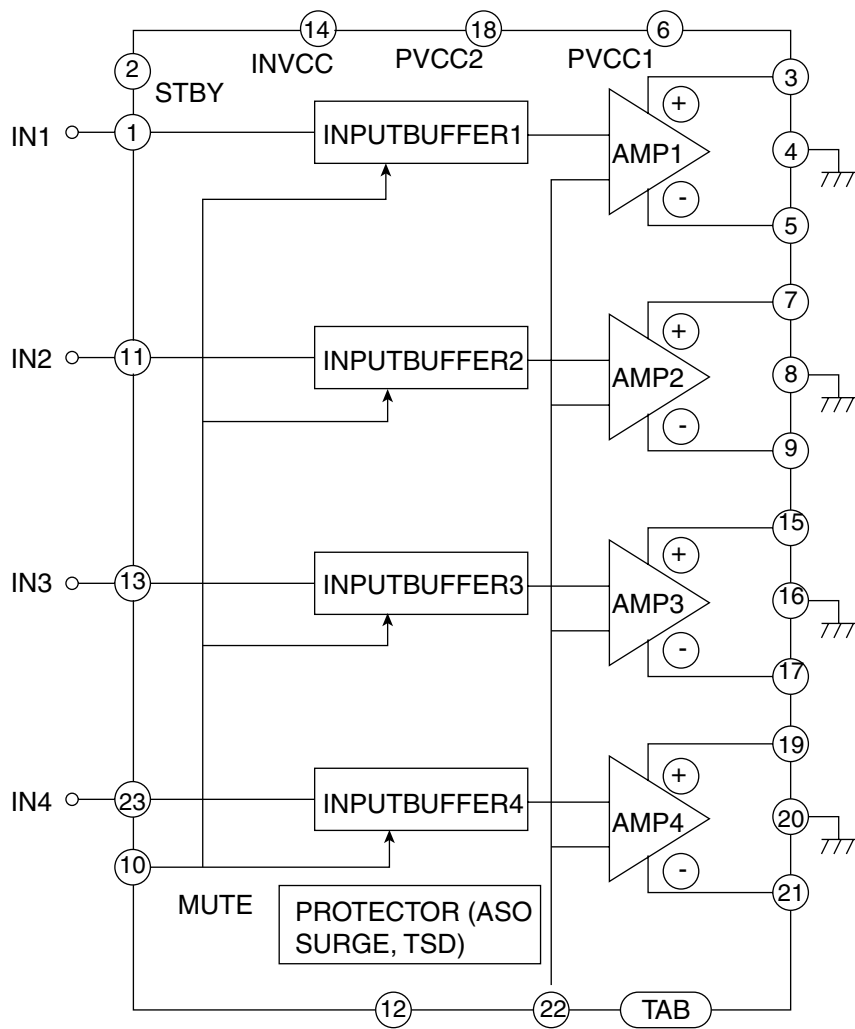 14
18
6
2
INVCC
PVCC2
PVCC1
STBY
3
IN1
1
INPUTBUFFER1
AMP1
+
-
4
5
IN2
11
INPUTBUFFER2
AMP2
+
-
7
8
9
IN3
13
INPUTBUFFER3
AMP3
+
-
15
16
17
IN4
23
INPUTBUFFER4
AMP4
+
-
19
20
21
10
MUTE
PROTECTOR (ASO
SURGE, TSD)
12
22
TAB